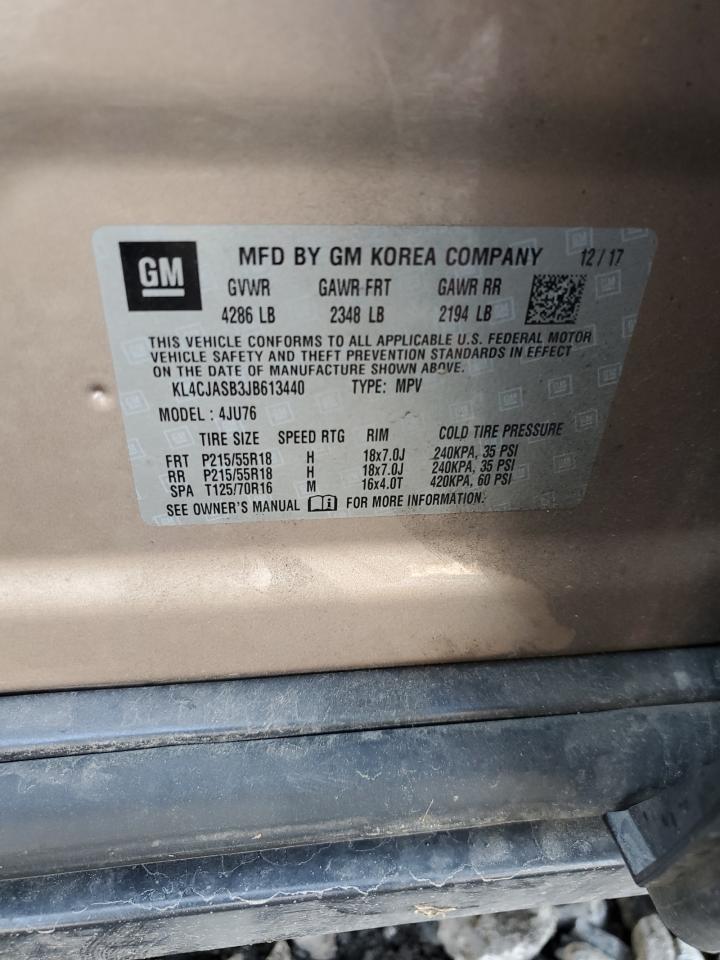 GM
MFD BY GM KOREA COMPANY 12/17
GVWR GAWR FRT GAWR RR
4286 LB 2348 LB 2194 LB
THIS VEHICLE CONFORMS TO ALL APPLICABLE U.S. FEDERAL MOTOR
VEHICLE SAFETY AND THEFT PREVENTION STANDARDS IN EFFECT
ON THE DATE OF MANUFACTURE SHOWN ABOVE.
KL4CJASB3JB613440 TYPE: MPV
MODEL : 4JU76
TIRE SIZE SPEED RTG RIM COLD TIRE PRESSURE
FRT P215/55R18 H 18x7.0J 240KPA, 35 PSI
RR P215/55R18 H 18x7.0J 240KPA, 35 PSI
SPA T125/70R16 M 16x4.0T 420KPA, 60 PSI
SEE OWNER'S MANUAL FOR MORE INFORMATION.